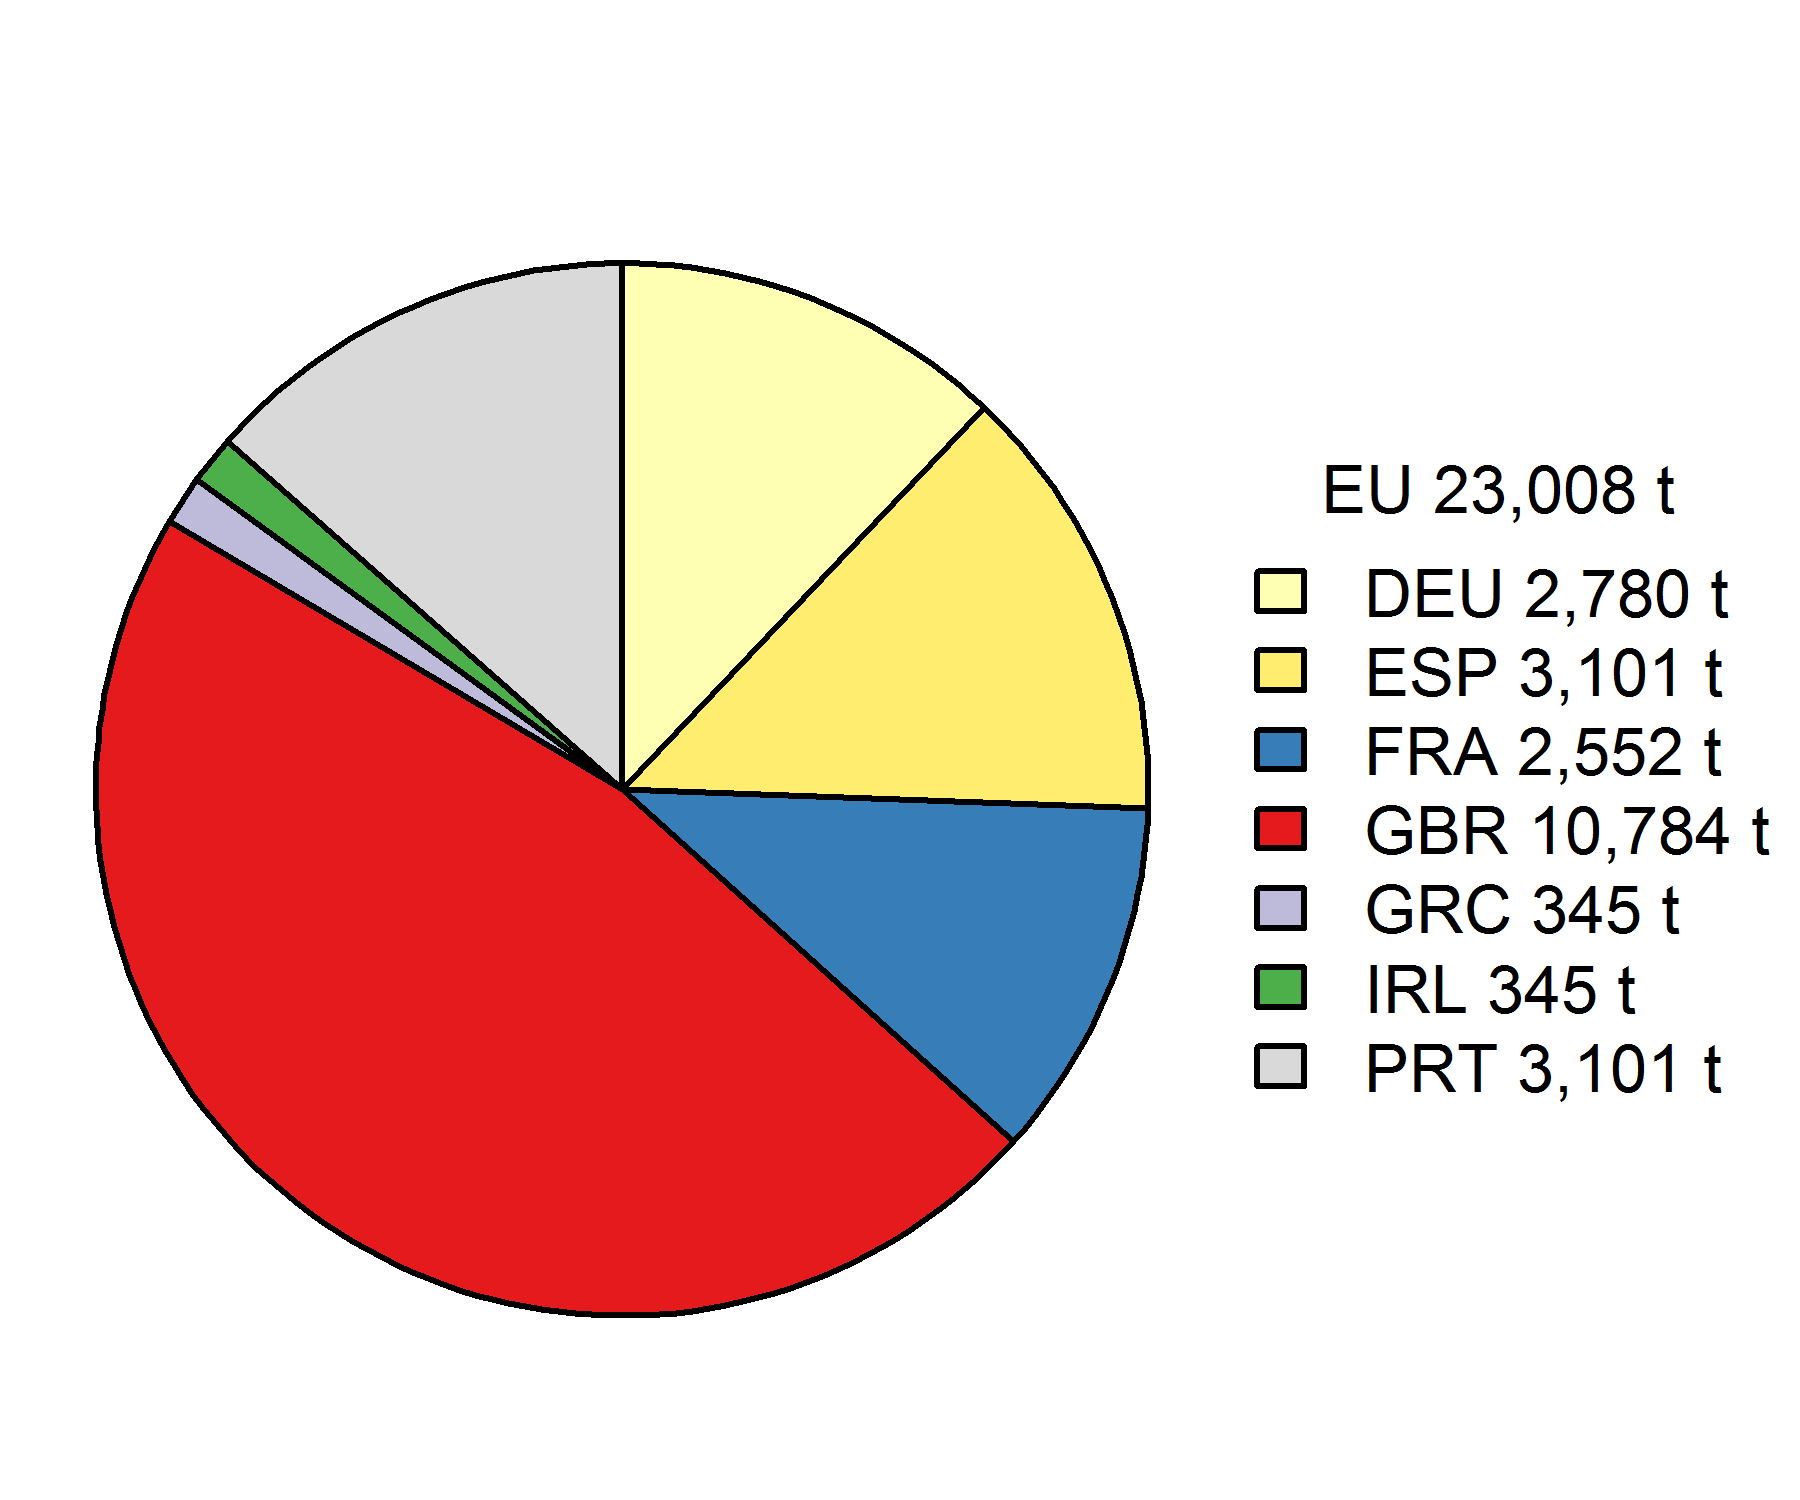 EU 23,008 t
DEU 2,780 t
ESP 3,101 t
FRA 2,552 t
GBR 10,784 t
GRC 345 t
IRL 345 t
PRT 3,101 t